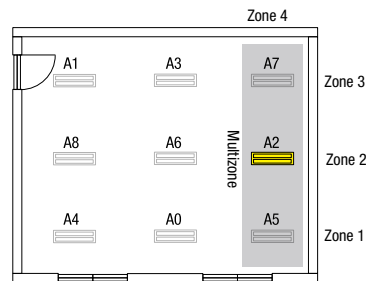 Zone 4
A1 A3 A7 Zone 3
A8 A6 A2 Zone 2
Multizone
A4 A0 A5 Zone 1